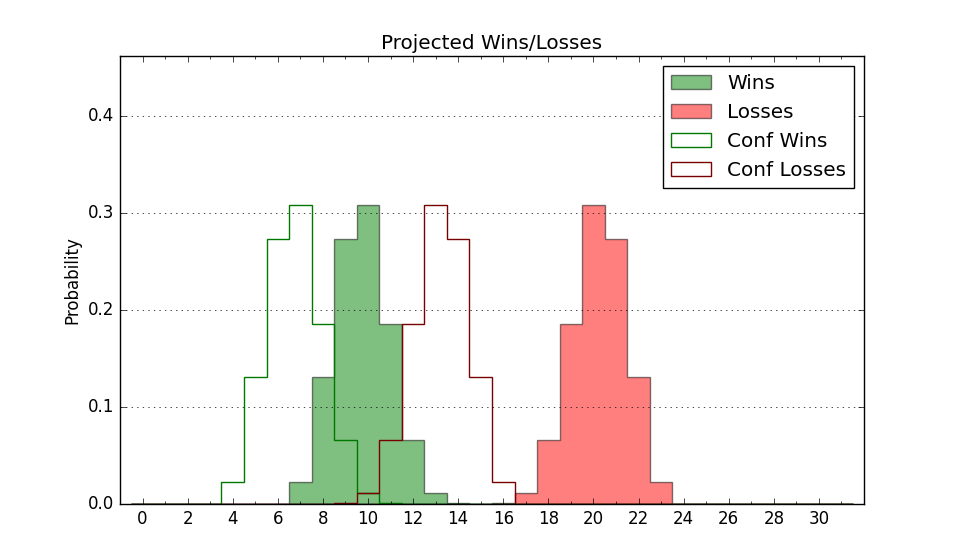 Projected Wins/Losses
Wins
Losses
Conf Wins
Conf Losses
Probability
0.4
0.3
0.2
0.1
0.0
0 2 4 6 8 10 12 14 16 18 20 22 24 26 28 30